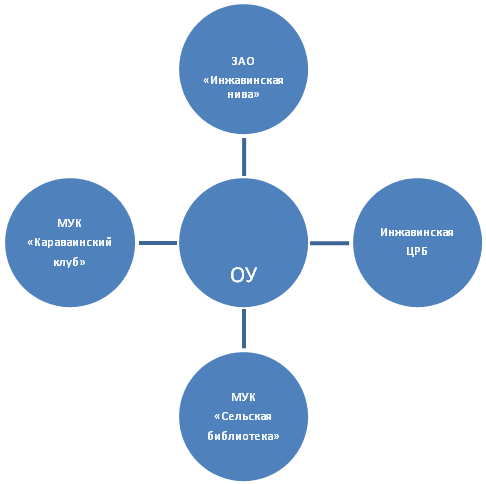 ЗАО
«Инжавинская
нива»
МУК
«Караваинский
клуб»
ОУ
Инжавинская
ЦРБ
МУК
«Сельская
библиотека»